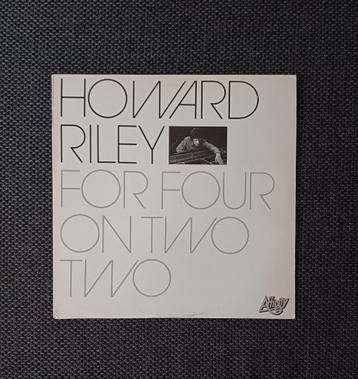 HOWARD
RILEY
FOR FOUR
ON TWO
TWO
Affinity